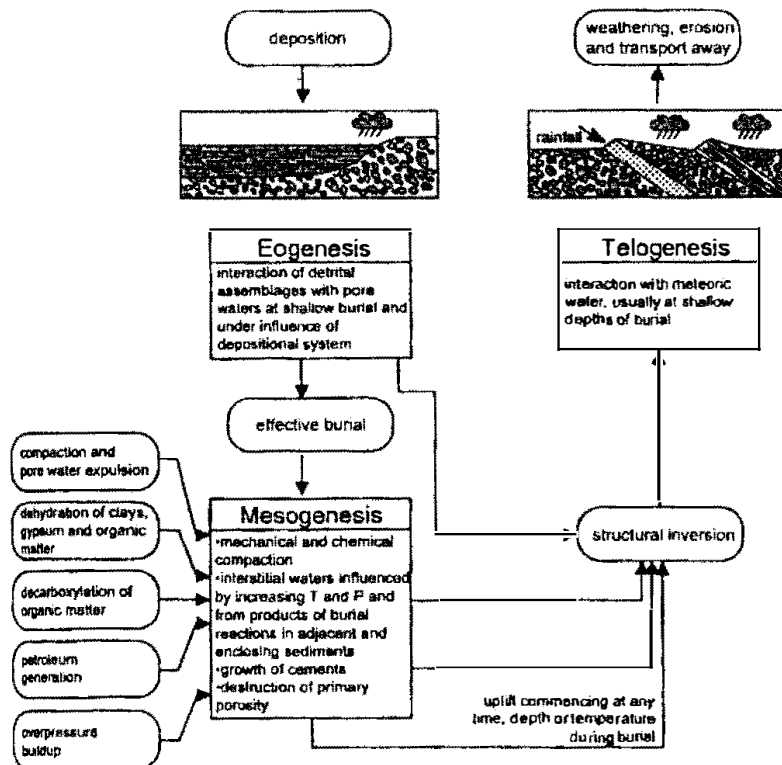 deposition
weathering, erosion
and transport away
rainfall
Eogenesis
interaction of detrital
assemblages with pore
waters at shallow burial and
under influence of
depositional system
Telogenesis
interaction with meteoric
water, usually at shallow
depths of burial
effective burial
compaction and
pore water expulsion
dehydration of clays,
gypsum and organic
matter
decarboxylation of
organic matter
petroleum
generation
overpressure
buildup
Mesogenesis
•mechanical and chemical
compaction
•interstitial waters influenced
by increasing T and P and
from products of burial
reactions in adjacent and
enclosing sediments
•growth of cements
•destruction of primary
porosity
structural inversion
uplift commencing at any
time, depth or temperature
during burial